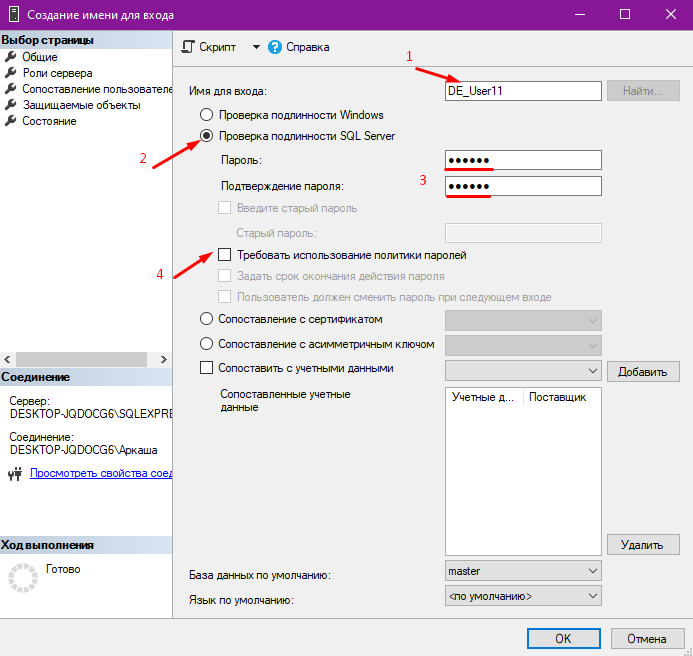 Создание имени для входа
Выбор страницы
Общие
Роли сервера
Сопоставление пользователе
Защищаемые объекты
Состояние
Скрипт
Справка
1
Имя для входа:
DE_User11
Найти...
Проверка подлинности Windows
2
Проверка подлинности SQL Server
Пароль:
●●●●●●
3
Подтверждение пароля:
●●●●●●
Введите старый пароль
Старый пароль:
4
Требовать использование политики паролей
Задать срок окончания действия пароля
Пользователь должен сменить пароль при следующем входе
Сопоставление с сертификатом
Сопоставление с асимметричным ключом
Сопоставить с учетными данными
Добавить
Сопоставленные учетные
данные
Учетные д...
Поставщик
Удалить
База данных по умолчанию:
master
Язык по умолчанию:
<по умолчанию>
Соединение
Сервер:
DESKTOP-JQDOCG6\SQLEXPRE
Соединение:
DESKTOP-JQDOCG6\Аркаша
Просмотреть свойства соед
Ход выполнения
Готово
OK
Отмена